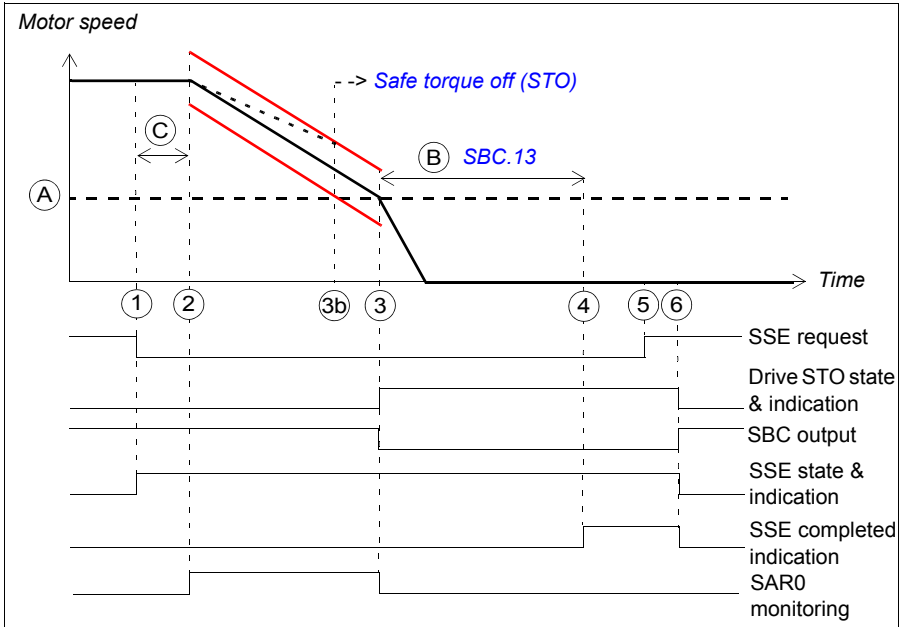 Motor speed
--> Safe torque off (STO)
C
B SBC.13
A
Time
1 2 3b 3 4 5 6
SSE request
Drive STO state
& indication
SBC output
SSE state &
indication
SSE completed
indication
SAR0
monitoring